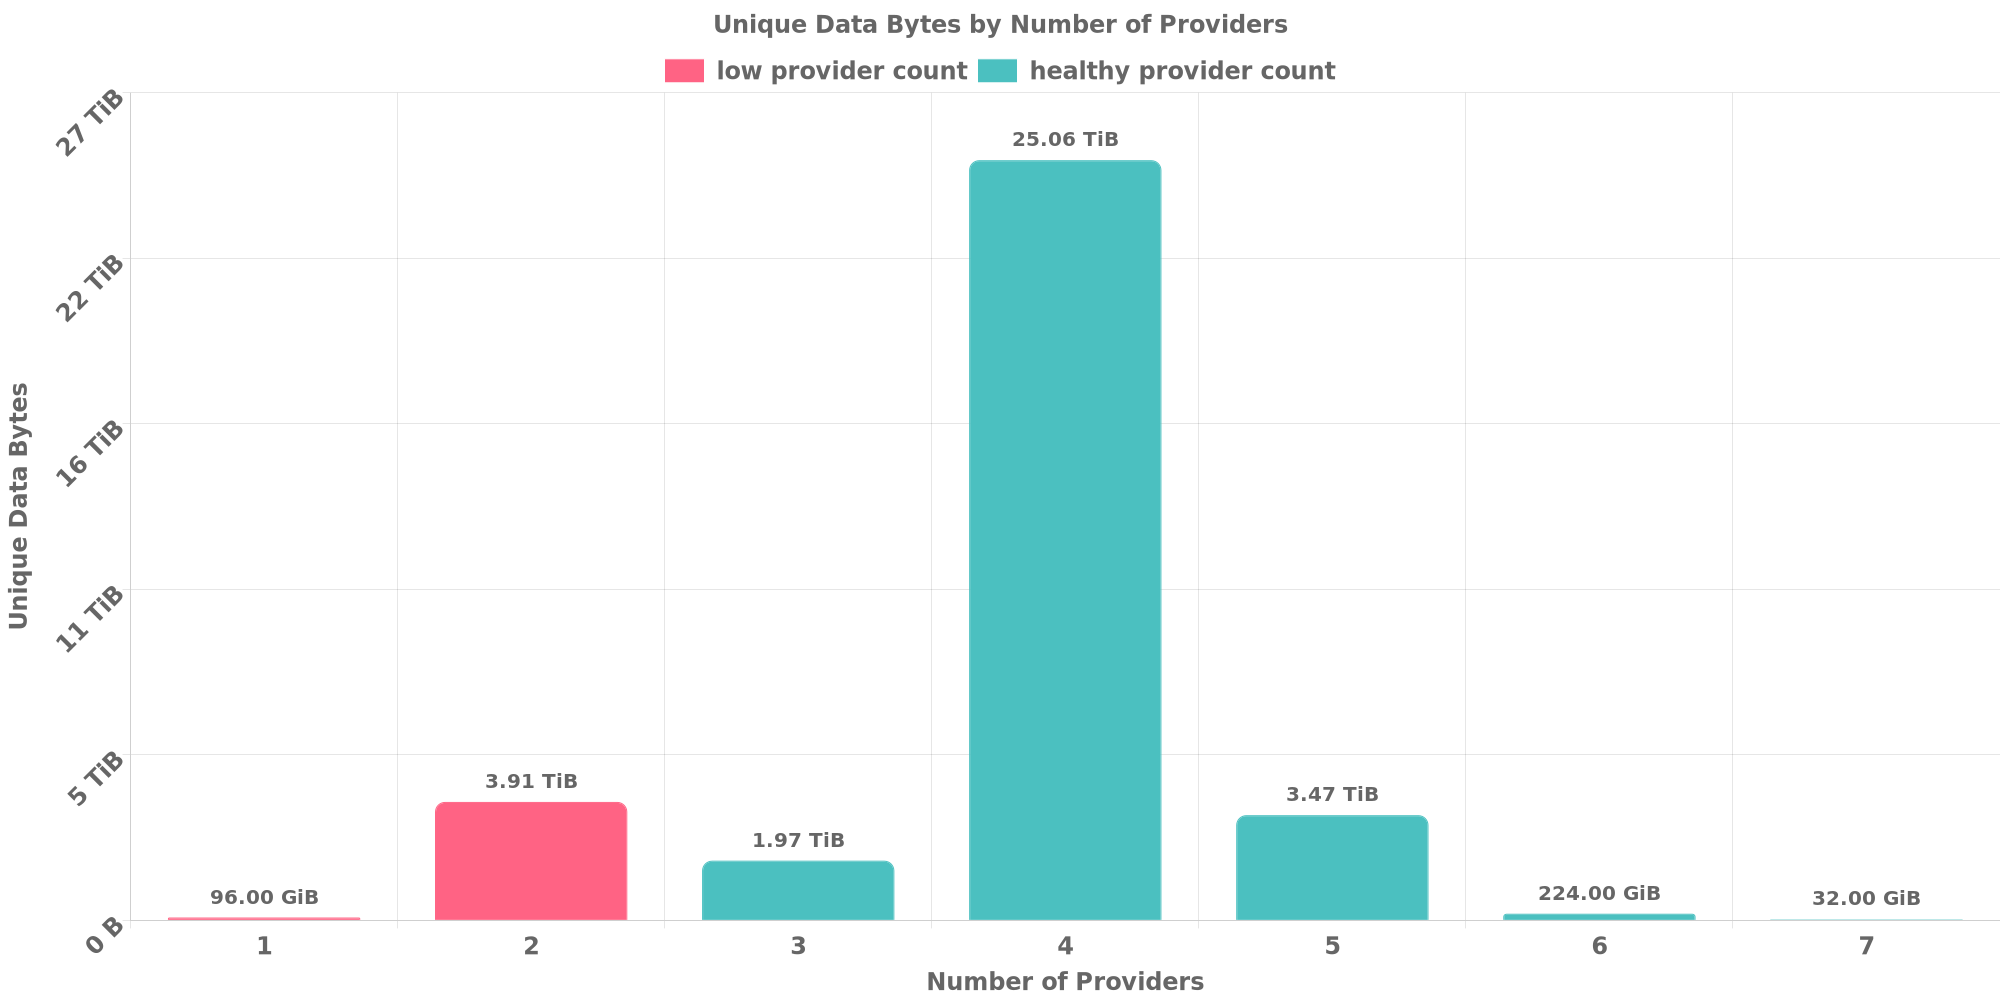 Unique Data Bytes by Number of Providers
low provider count healthy provider count
27 TiB
22 TiB
16 TiB
11 TiB
5 TiB
0 B
Unique Data Bytes
96.00 GiB
3.91 TiB
1.97 TiB
25.06 TiB
3.47 TiB
224.00 GiB
32.00 GiB
1 2 3 4 5 6 7
Number of Providers